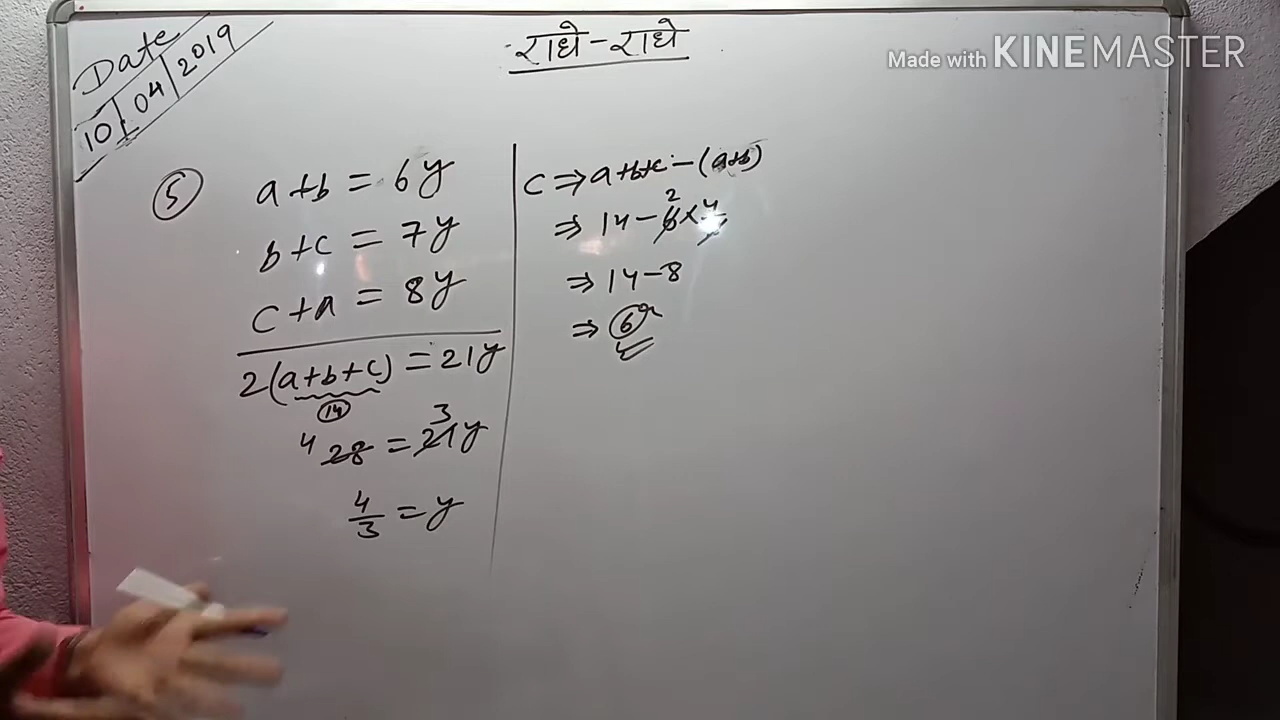 Date
10/04/2019
राधे-राधे
Made with KINEMASTER
5
a+b = 6y
b+c = 7y
c+a = 8y
2(a+b+c) = 21y
14
4 3
28 = 21y
4/3 = y
c ⇒ a+b+c - (a+b)
2
⇒ 14 - 6 × 4
⇒ 14 - 8
⇒ 6